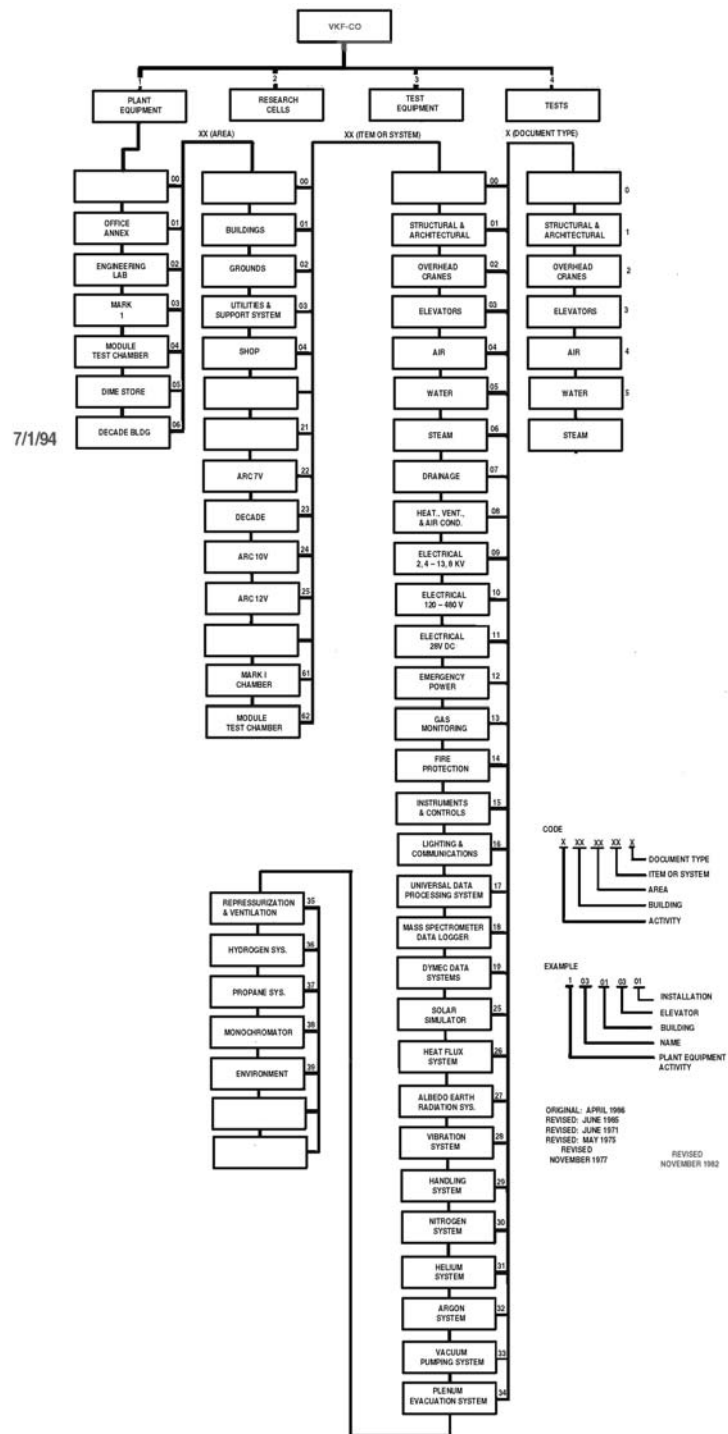 VKF-CO
1
2
3
4
PLANT
EQUIPMENT
RESEARCH
CELLS
TEST
EQUIPMENT
TESTS
XX (AREA)
XX (ITEM OR SYSTEM)
X (DOCUMENT TYPE)
00
OFFICE
ANNEX
01
ENGINEERING
LAB
02
MARK
1
03
MODULE
TEST CHAMBER
04
DIME STORE
05
DECADE BLDG
06
7/1/94
00
BUILDINGS
01
GROUNDS
02
UTILITIES &
SUPPORT SYSTEM
03
SHOP
04
21
ARC 7V
22
DECADE
23
ARC 10V
24
ARC 12V
25
MARK I
CHAMBER
61
MODULE
TEST CHAMBER
62
00
STRUCTURAL &
ARCHITECTURAL
01
OVERHEAD
CRANES
02
ELEVATORS
03
AIR
04
WATER
05
STEAM
06
DRAINAGE
07
HEAT., VENT.,
& AIR COND.
08
ELECTRICAL
2, 4 – 13, 8 KV
09
ELECTRICAL
120 – 480 V
10
ELECTRICAL
28V DC
11
EMERGENCY
POWER
12
GAS
MONITORING
13
FIRE
PROTECTION
14
INSTRUMENTS
& CONTROLS
15
LIGHTING &
COMMUNICATIONS
16
UNIVERSAL DATA
PROCESSING SYSTEM
17
MASS SPECTROMETER
DATA LOGGER
18
DYMEC DATA
SYSTEMS
19
SOLAR
SIMULATOR
25
HEAT FLUX
SYSTEM
26
ALBEDO EARTH
RADIATION SYS.
27
VIBRATION
SYSTEM
28
HANDLING
SYSTEM
29
NITROGEN
SYSTEM
30
HELIUM
SYSTEM
31
ARGON
SYSTEM
32
VACUUM
PUMPING SYSTEM
33
PLENUM
EVACUATION SYSTEM
34
REPRESSURIZATION
& VENTILATION
35
HYDROGEN SYS.
36
PROPANE SYS.
37
MONOCHROMATOR
38
ENVIRONMENT
39
0
STRUCTURAL &
ARCHITECTURAL
1
OVERHEAD
CRANES
2
ELEVATORS
3
AIR
4
WATER
5
STEAM
CODE
X XX XX XX X
DOCUMENT TYPE
ITEM OR SYSTEM
AREA
BUILDING
ACTIVITY
EXAMPLE
1 03 01 03 01
INSTALLATION
ELEVATOR
BUILDING
NAME
PLANT EQUIPMENT
ACTIVITY
ORIGINAL: APRIL 1966
REVISED: JUNE 1965
REVISED: JUNE 1971
REVISED: MAY 1975
REVISED
NOVEMBER 1977
REVISED
NOVEMBER 1982